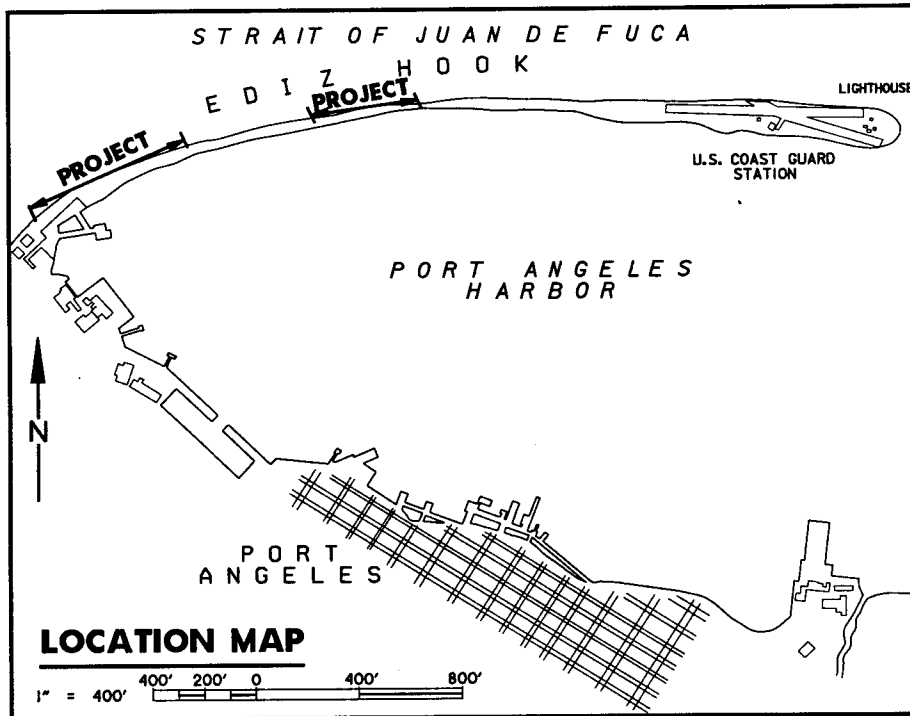 STRAIT OF JUAN DE FUCA
EDIZ HOOK
PROJECT
PROJECT
LIGHTHOUSE
U.S. COAST GUARD
STATION
PORT ANGELES
HARBOR
N
PORT
ANGELES
LOCATION MAP
1" = 400'
400' 200' 0 400' 800'